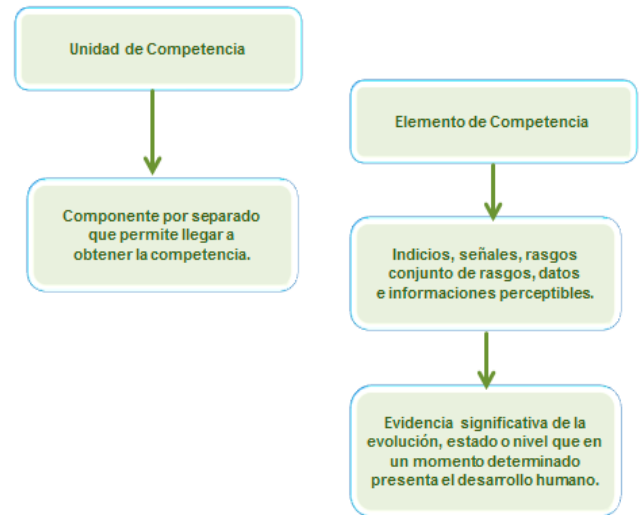 Unidad de Competencia
Componente por separado
que permite llegar a
obtener la competencia.
Elemento de Competencia
Indicios, señales, rasgos
conjunto de rasgos, datos
e informaciones perceptibles.
Evidencia significativa de la
evolución, estado o nivel que en
un momento determinado
presenta el desarrollo humano.